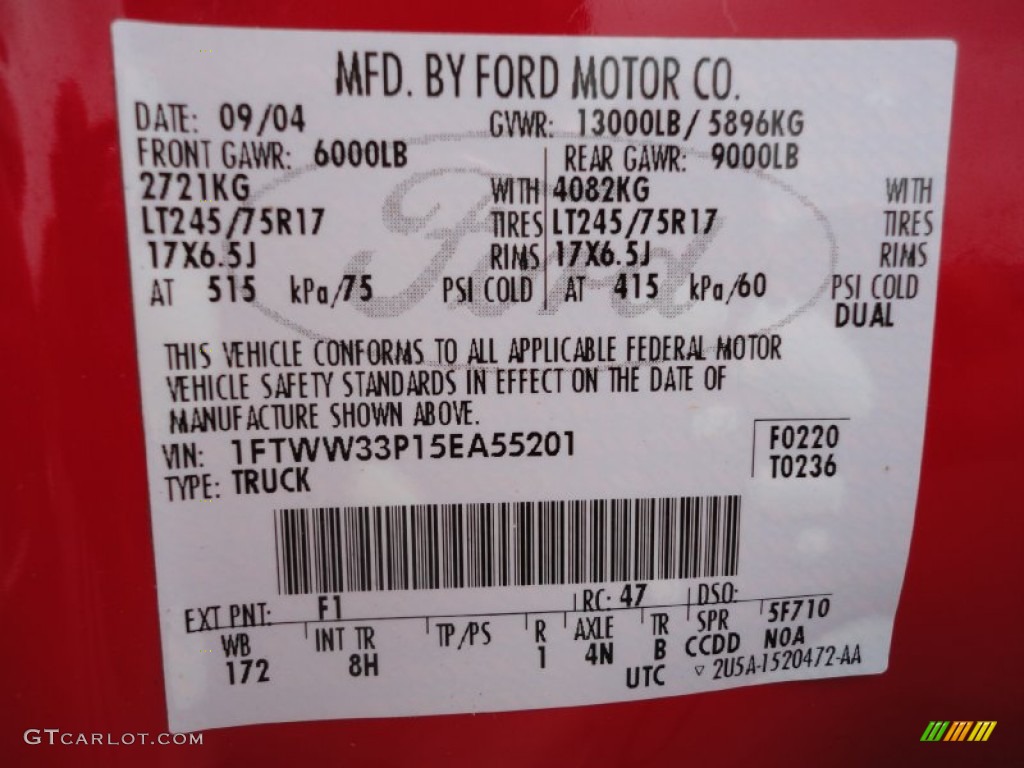 MFD. BY FORD MOTOR CO.
DATE: 09/04 GVWR: 13000LB/ 5896KG
FRONT GAWR: 6000LB REAR GAWR: 9000LB
2721KG WITH 4082KG WITH
LT245/75R17 TIRES LT245/75R17 TIRES
17X6.5J RIMS 17X6.5J RIMS
AT 515 kPa/75 PSI COLD AT 415 kPa/60 PSI COLD
DUAL
Ford
THIS VEHICLE CONFORMS TO ALL APPLICABLE FEDERAL MOTOR
VEHICLE SAFETY STANDARDS IN EFFECT ON THE DATE OF
MANUFACTURE SHOWN ABOVE.
VIN: 1FTWW33P15EA55201 F0220
TYPE: TRUCK T0236
EXT PNT: F1 RC: 47 DSO:
WB INT TR TP/PS R AXLE TR SPR 5F710
172 8H 1 4N B CCDD N0A
UTC ▽ 2U5A-1520472-AA
GTCARLOT.COM